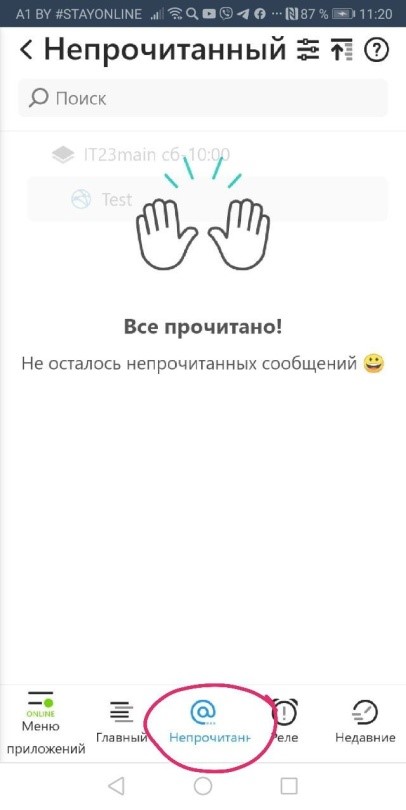 A1 BY #STAYONLINE 87 % 11:20
Непрочитанный
Поиск
IT23main сб-10:00
Test
Все прочитано!
Не осталось непрочитанных сообщений 😀
ONLINE
Меню приложений
Главный
Непрочитанн
Реле
Недавние